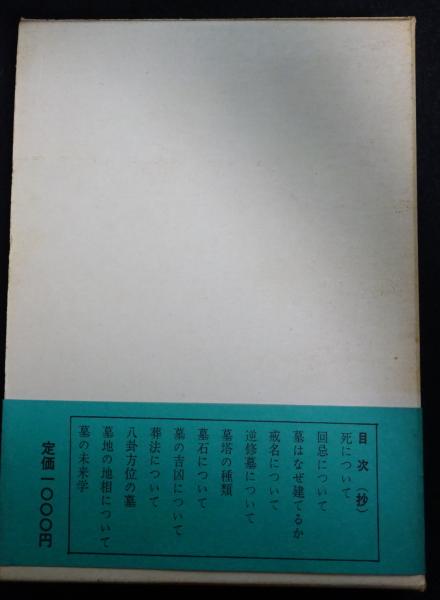 目次（抄）
死について
回忌について
墓はなぜ建てるか
戒名について
逆修墓について
墓塔の種類
墓石について
墓の吉凶について
葬法について
八卦方位の墓
墓地の地相について
墓の未来学
定価一〇〇〇円